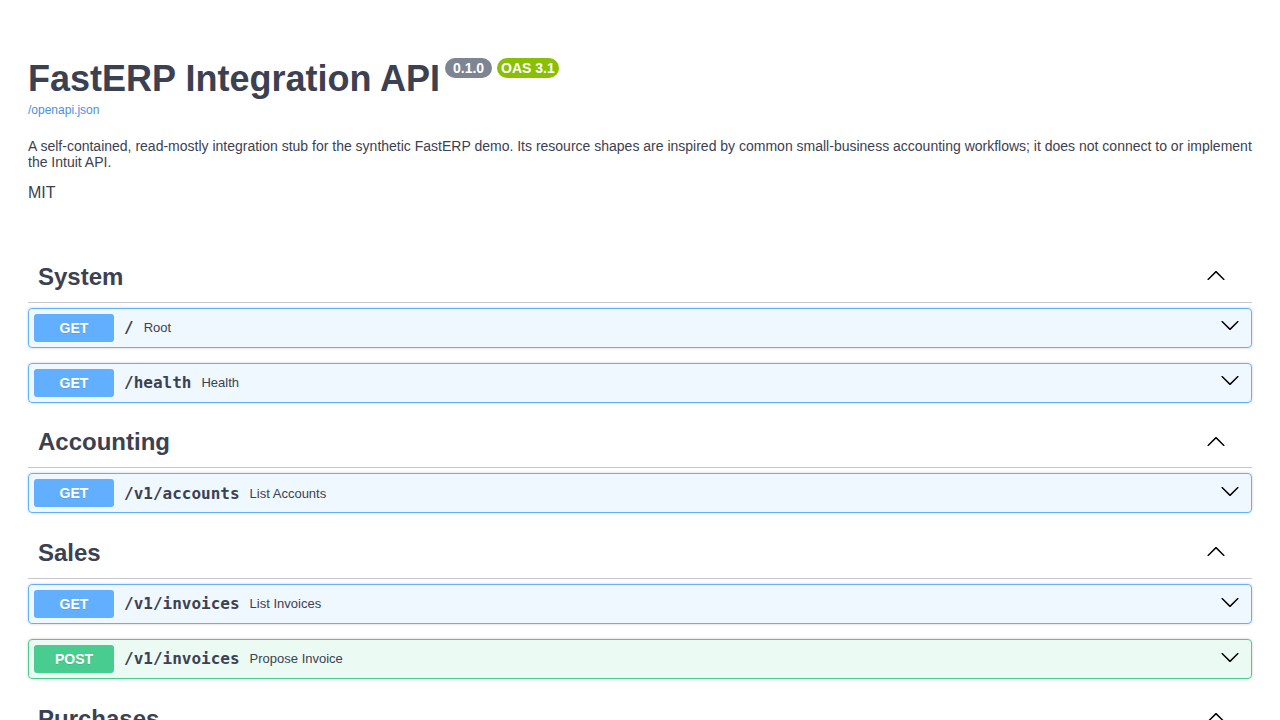 FastERP Integration API 0.1.0 OAS 3.1
/openapi.json
A self-contained, read-mostly integration stub for the synthetic FastERP demo. Its resource shapes are inspired by common small-business accounting workflows; it does not connect to or implement
the Intuit API.
MIT
System
GET / Root
GET /health Health
Accounting
GET /v1/accounts List Accounts
Sales
GET /v1/invoices List Invoices
POST /v1/invoices Propose Invoice
Purchases